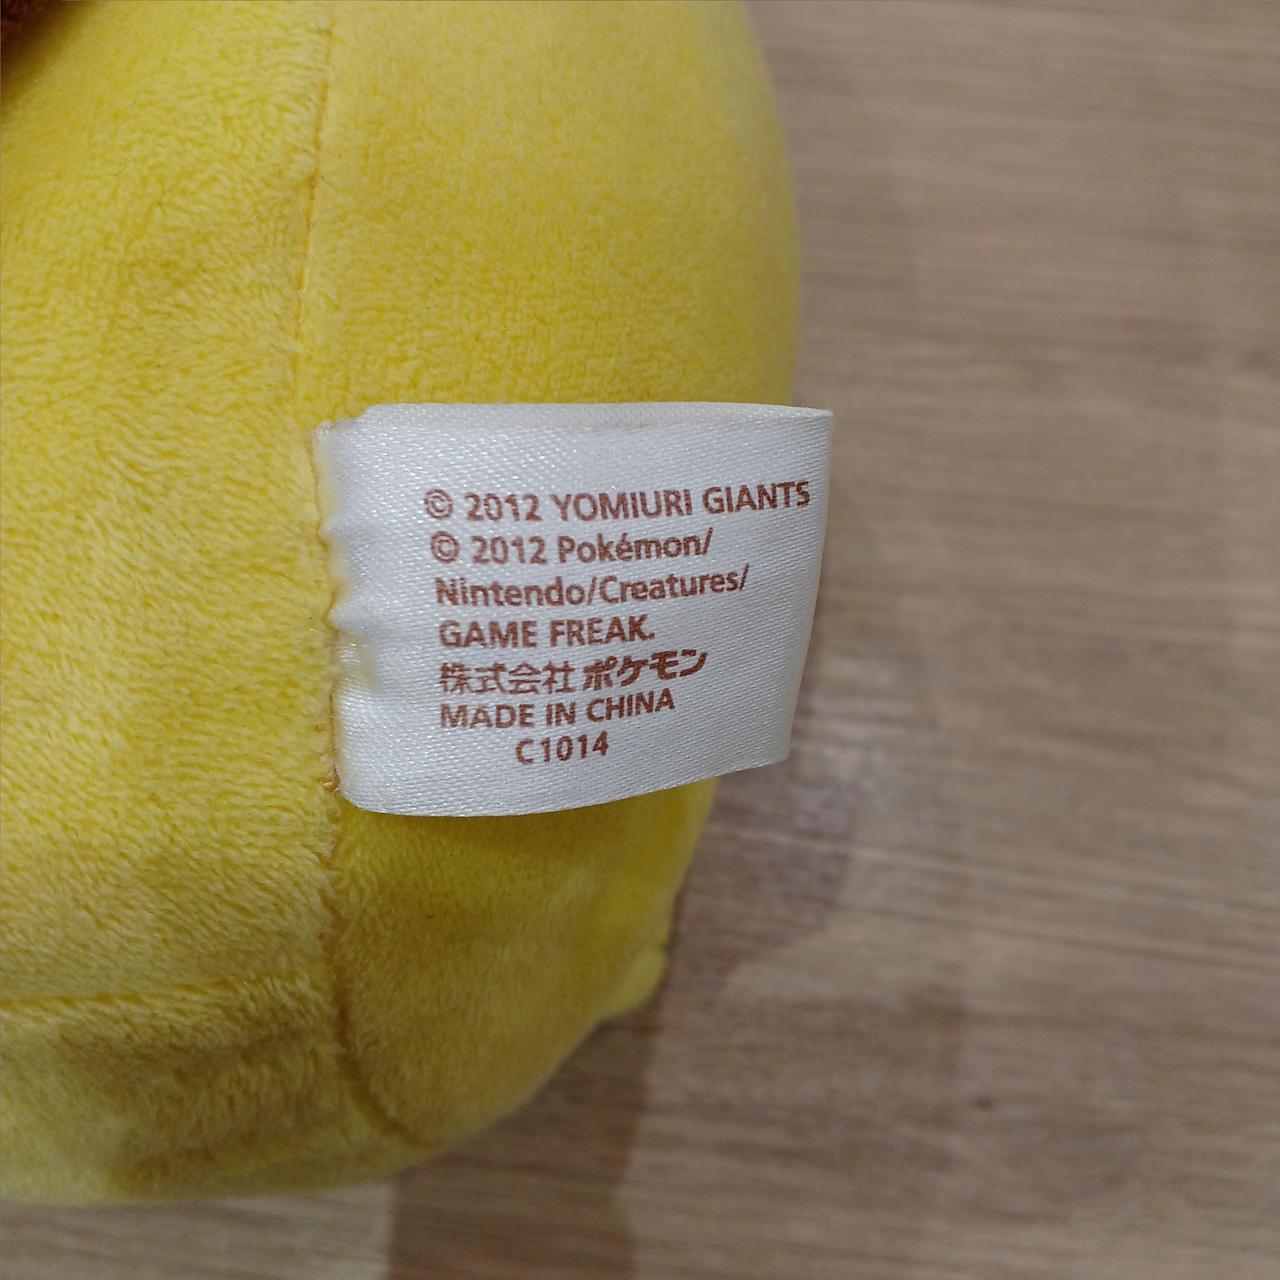 © 2012 YOMIURI GIANTS
© 2012 Pokémon/
Nintendo/Creatures/
GAME FREAK.
株式会社 ポケモン
MADE IN CHINA
C1014